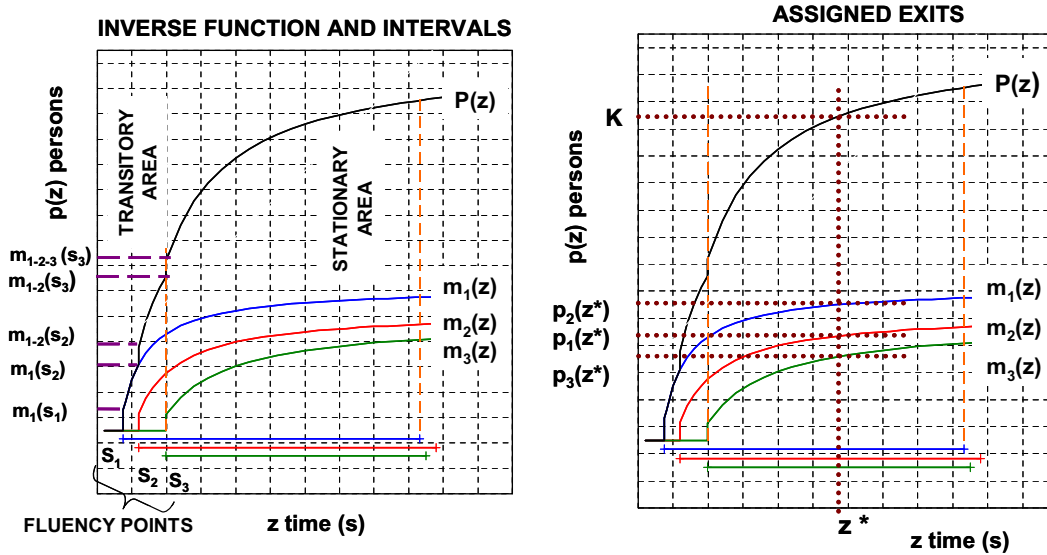 INVERSE FUNCTION AND INTERVALS
p(z) persons
TRANSITORY
AREA
STATIONARY
AREA
P(z)
m1-2-3 (s3)
m1-2(s3)
m1-2(s2)
m1(s2)
m1(s1)
m1(z)
m2(z)
m3(z)
S1
S2
S3
FLUENCY POINTS
z time (s)
ASSIGNED EXITS
p(z) persons
K
P(z)
p2(z*)
p1(z*)
p3(z*)
m1(z)
m2(z)
m3(z)
z *
z time (s)